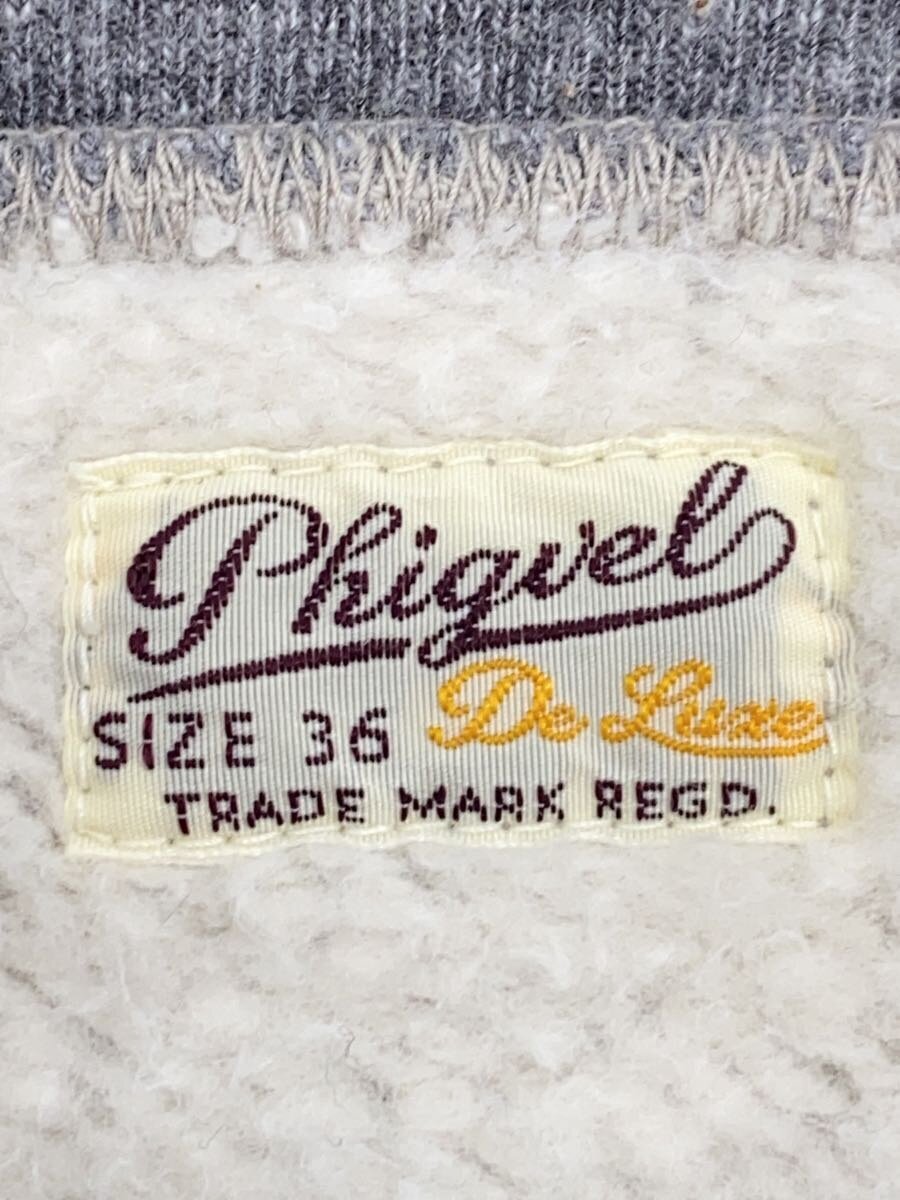 Phigvel
De Luxe
SIZE 36
TRADE MARK REGD.